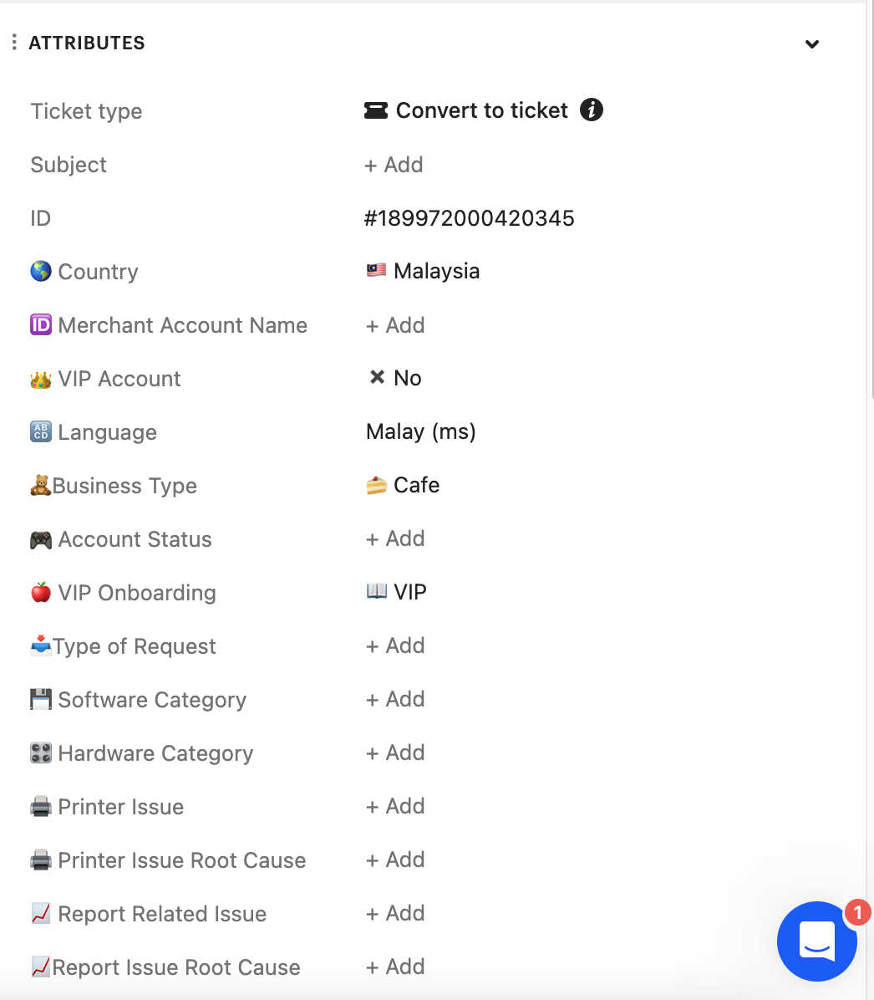 ATTRIBUTES
Ticket type Convert to ticket
Subject + Add
ID #189972000420345
Country Malaysia
ID Merchant Account Name + Add
VIP Account No
ABCD Language Malay (ms)
Business Type Cafe
Account Status + Add
VIP Onboarding VIP
Type of Request + Add
Software Category + Add
Hardware Category + Add
Printer Issue + Add
Printer Issue Root Cause + Add
Report Related Issue + Add
1
Report Issue Root Cause + Add